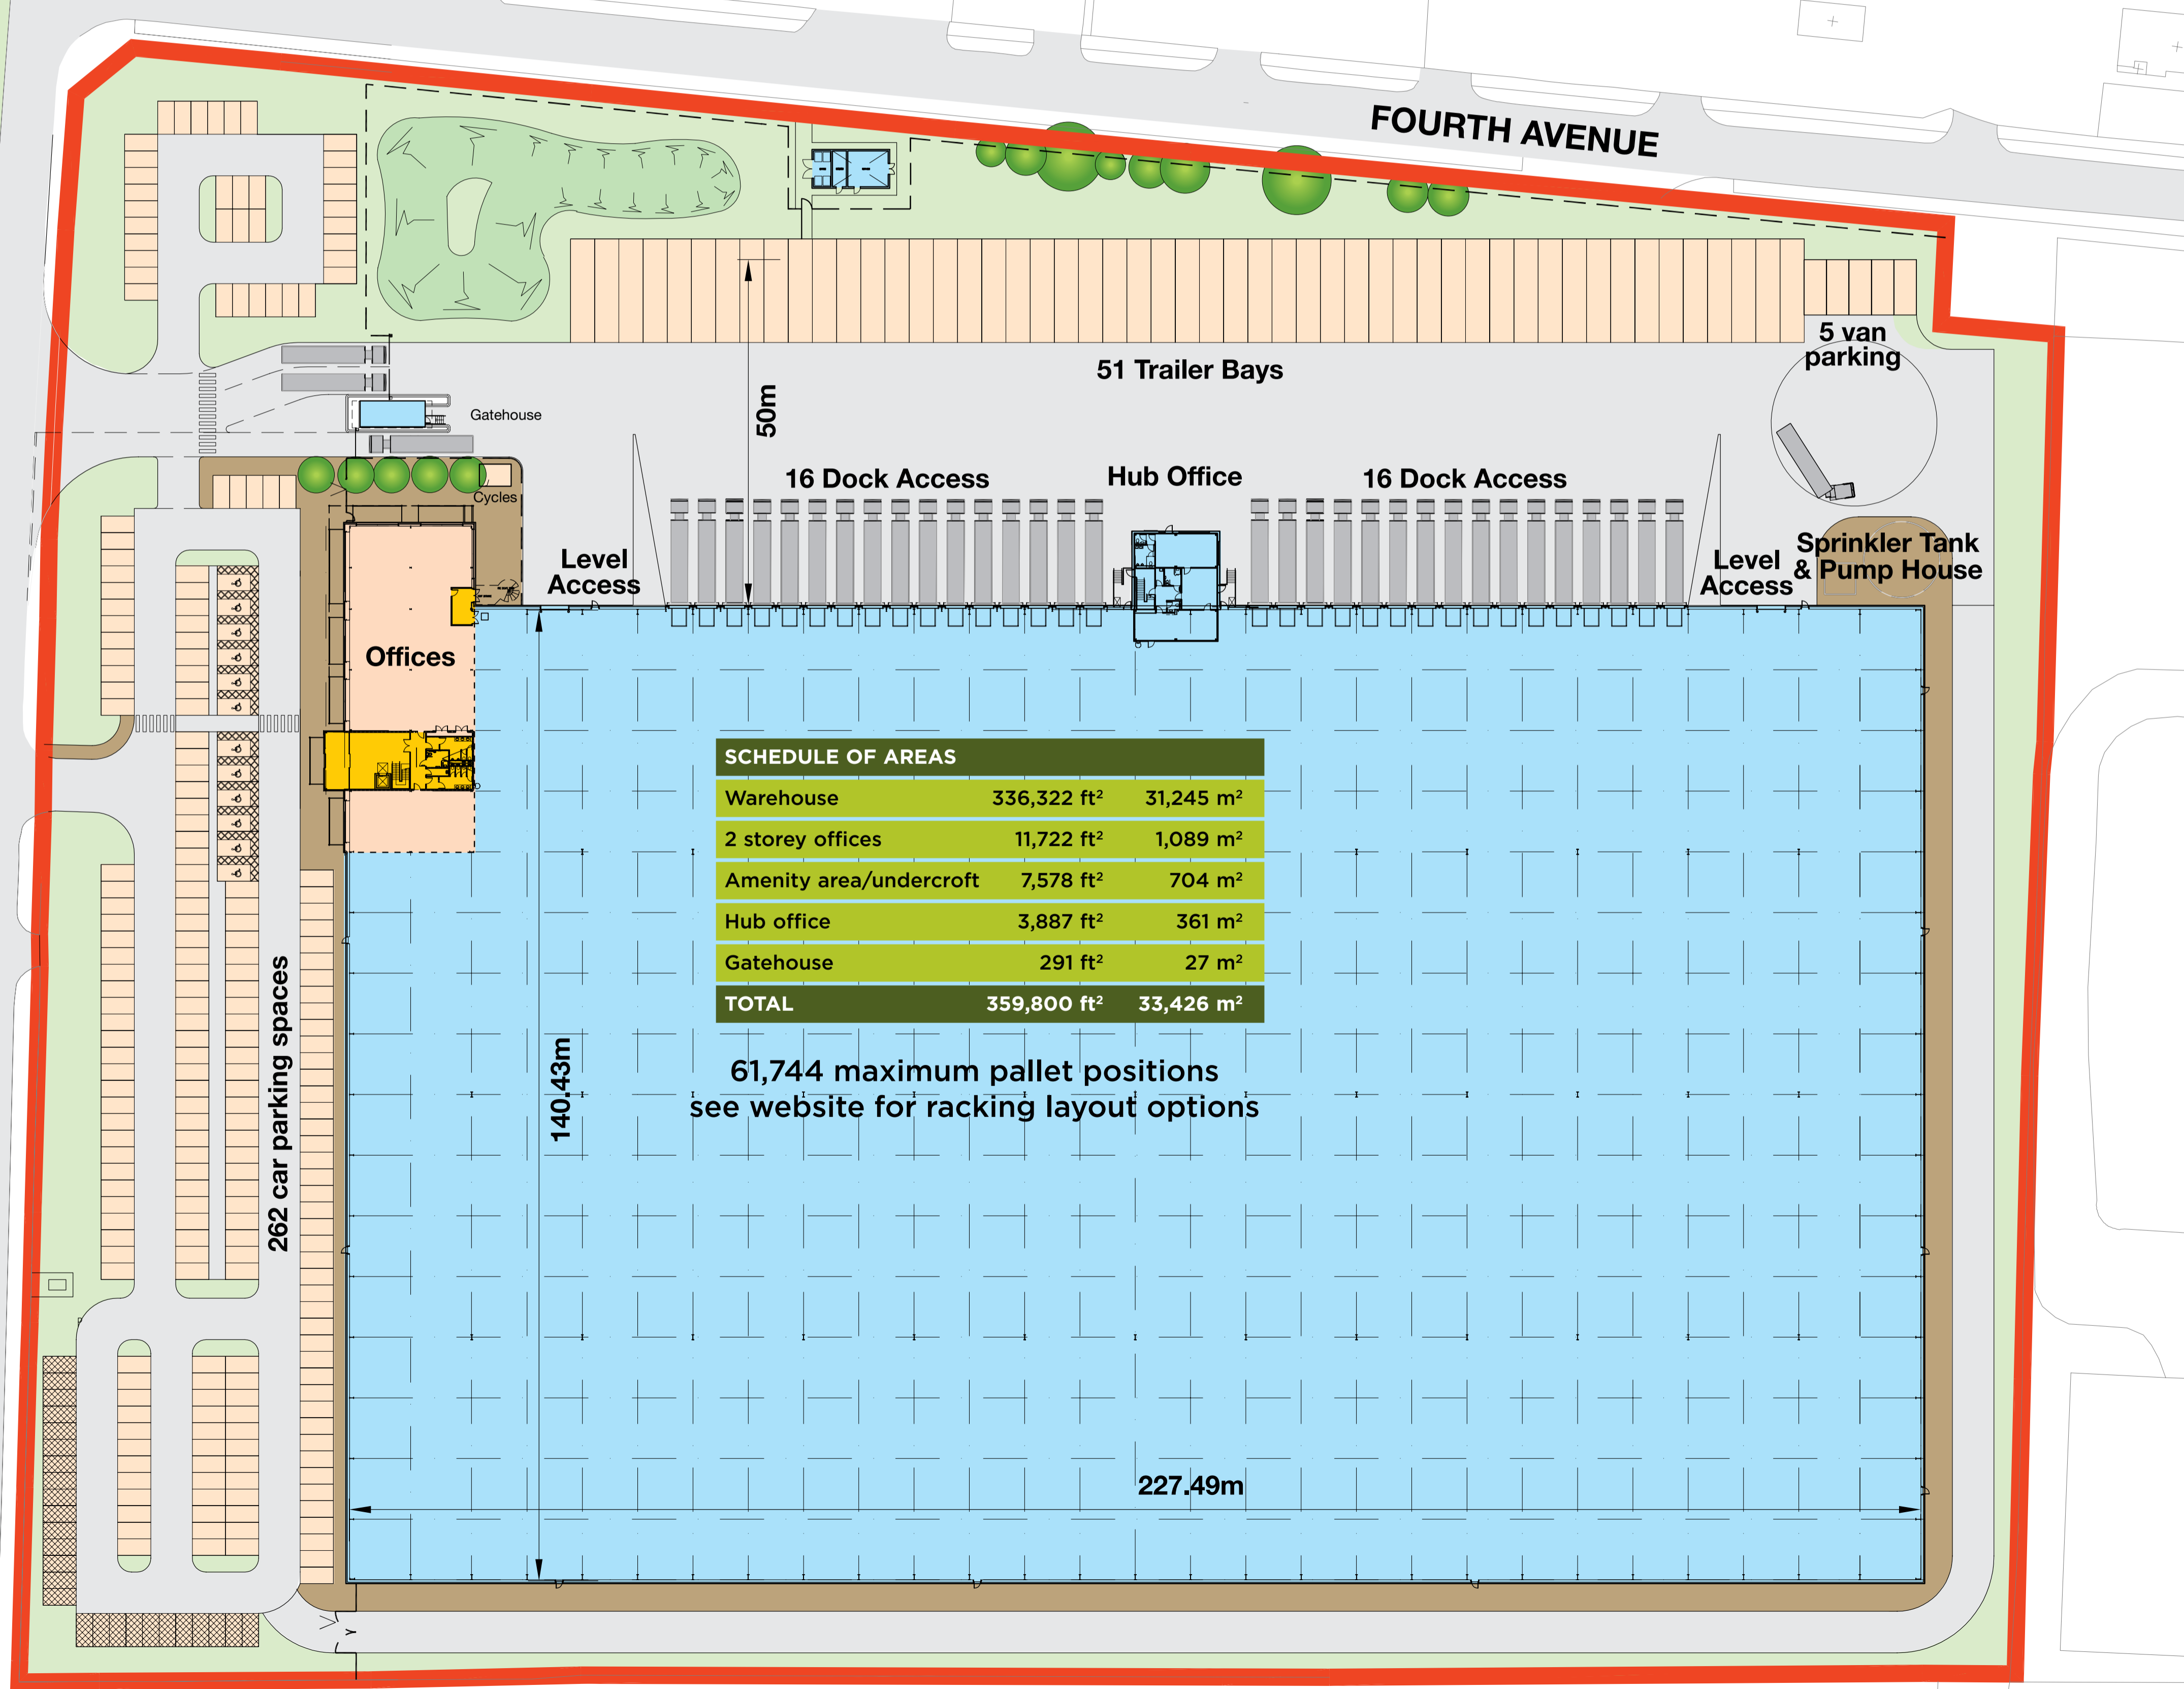 FOURTH AVENUE
5 van
parking
51 Trailer Bays
50m
Gatehouse
16 Dock Access
Hub Office
16 Dock Access
Cycles
Level
Access
Level
Access
Sprinkler Tank
& Pump House
Offices
SCHEDULE OF AREAS
Warehouse 336,322 ft² 31,245 m²
2 storey offices 11,722 ft² 1,089 m²
Amenity area/undercroft 7,578 ft² 704 m²
Hub office 3,887 ft² 361 m²
Gatehouse 291 ft² 27 m²
TOTAL 359,800 ft² 33,426 m²
262 car parking spaces
140.43m
61,744 maximum pallet positions
see website for racking layout options
227.49m